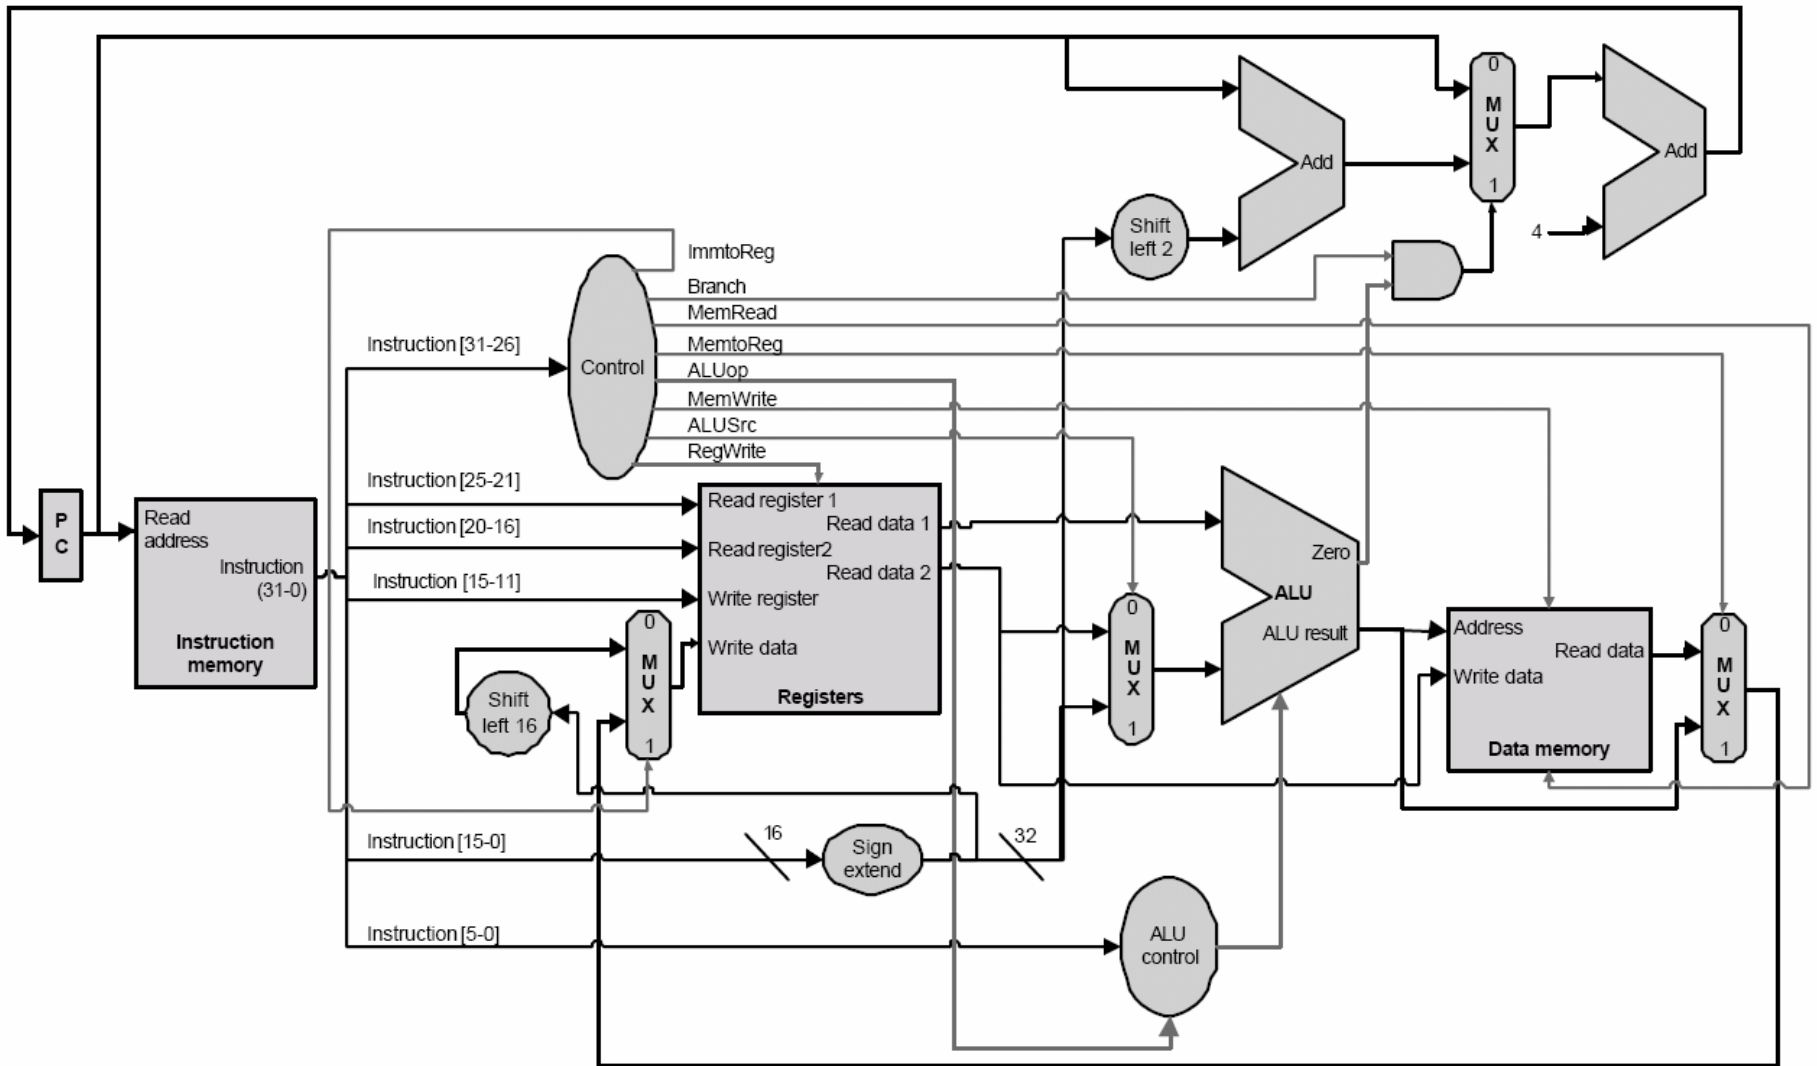 0
M
U
X
1
Add
Add
4
Shift
left 2
ImmtoReg
Branch
MemRead
MemtoReg
ALUop
MemWrite
ALUSrc
RegWrite
Control
Instruction [31-26]
Instruction [25-21]
Instruction [20-16]
Instruction [15-11]
P
C
Read
address
Instruction
(31-0)
Instruction
memory
Read register 1
Read data 1
Read register2
Read data 2
Write register
Write data
Registers
0
M
U
X
1
Shift
left 16
0
M
U
X
1
Zero
ALU
ALU result
Address
Read data
Write data
Data memory
0
M
U
X
1
Instruction [15-0]
16
Sign
extend
32
Instruction [5-0]
ALU
control